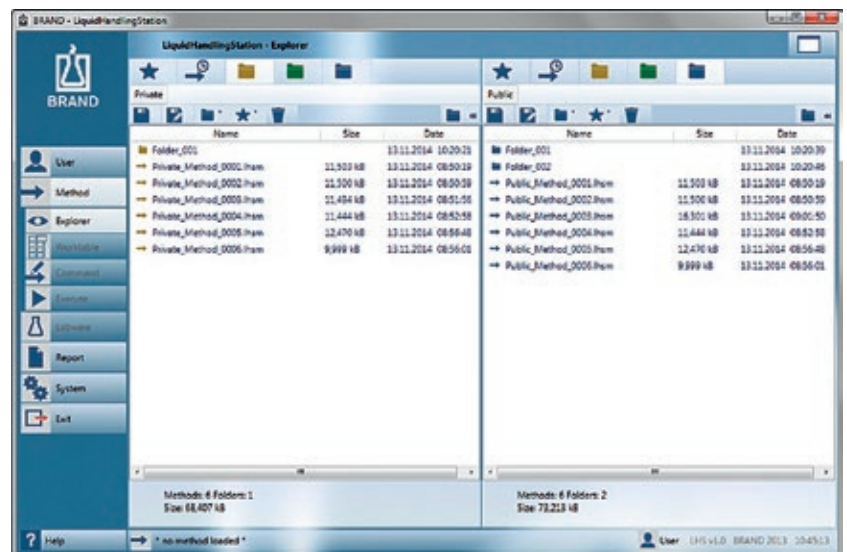 BRAND - LiquidHandlingStation
LiquidHandlingStation - Explorer
BRAND
User
Method
Explorer
Worktable
Command
Execute
Labware
Report
System
Exit
Help
Private
Name Size Date
Folder_001 13.11.2014 10:20:21
Private_Method_0001.lhsm 11,503 kB 13.11.2014 08:50:19
Private_Method_0002.lhsm 11,500 kB 13.11.2014 08:50:59
Private_Method_0003.lhsm 11,494 kB 13.11.2014 08:51:56
Private_Method_0004.lhsm 11,444 kB 13.11.2014 08:52:58
Private_Method_0005.lhsm 12,470 kB 13.11.2014 08:56:48
Private_Method_0006.lhsm 9,999 kB 13.11.2014 08:56:01
Methods: 6 Folders: 1
Size: 68,407 kB
Public
Name Size Date
Folder_001 13.11.2014 10:20:39
Folder_002 13.11.2014 10:20:46
Public_Method_0001.lhsm 11,503 kB 13.11.2014 08:50:19
Public_Method_0002.lhsm 11,500 kB 13.11.2014 08:50:59
Public_Method_0003.lhsm 16,301 kB 13.11.2014 09:01:50
Public_Method_0004.lhsm 11,444 kB 13.11.2014 08:52:58
Public_Method_0005.lhsm 12,470 kB 13.11.2014 08:56:48
Public_Method_0006.lhsm 9,999 kB 13.11.2014 08:56:01
Methods: 6 Folders: 2
Size: 73,213 kB
* no method loaded *
User LHS v1.0 BRAND 2013 10:45:13